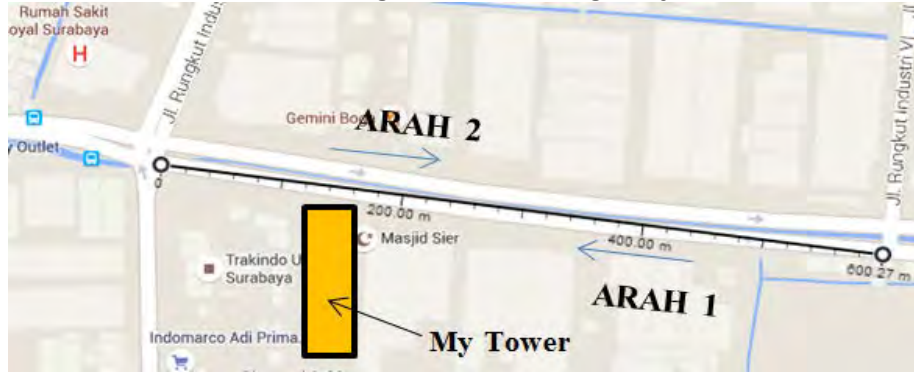 Rumah Sakit
oyal Surabaya
H
Outlet
Jl. Rungkut Indus
Gemini Bo
ARAH 2
0
200.00 m
Masjid Sier
Trakindo U
Surabaya
400.00 m
ARAH 1
600.27 m
Jl. Rungkut Industri VI
Indomarco Adi Prima
My Tower